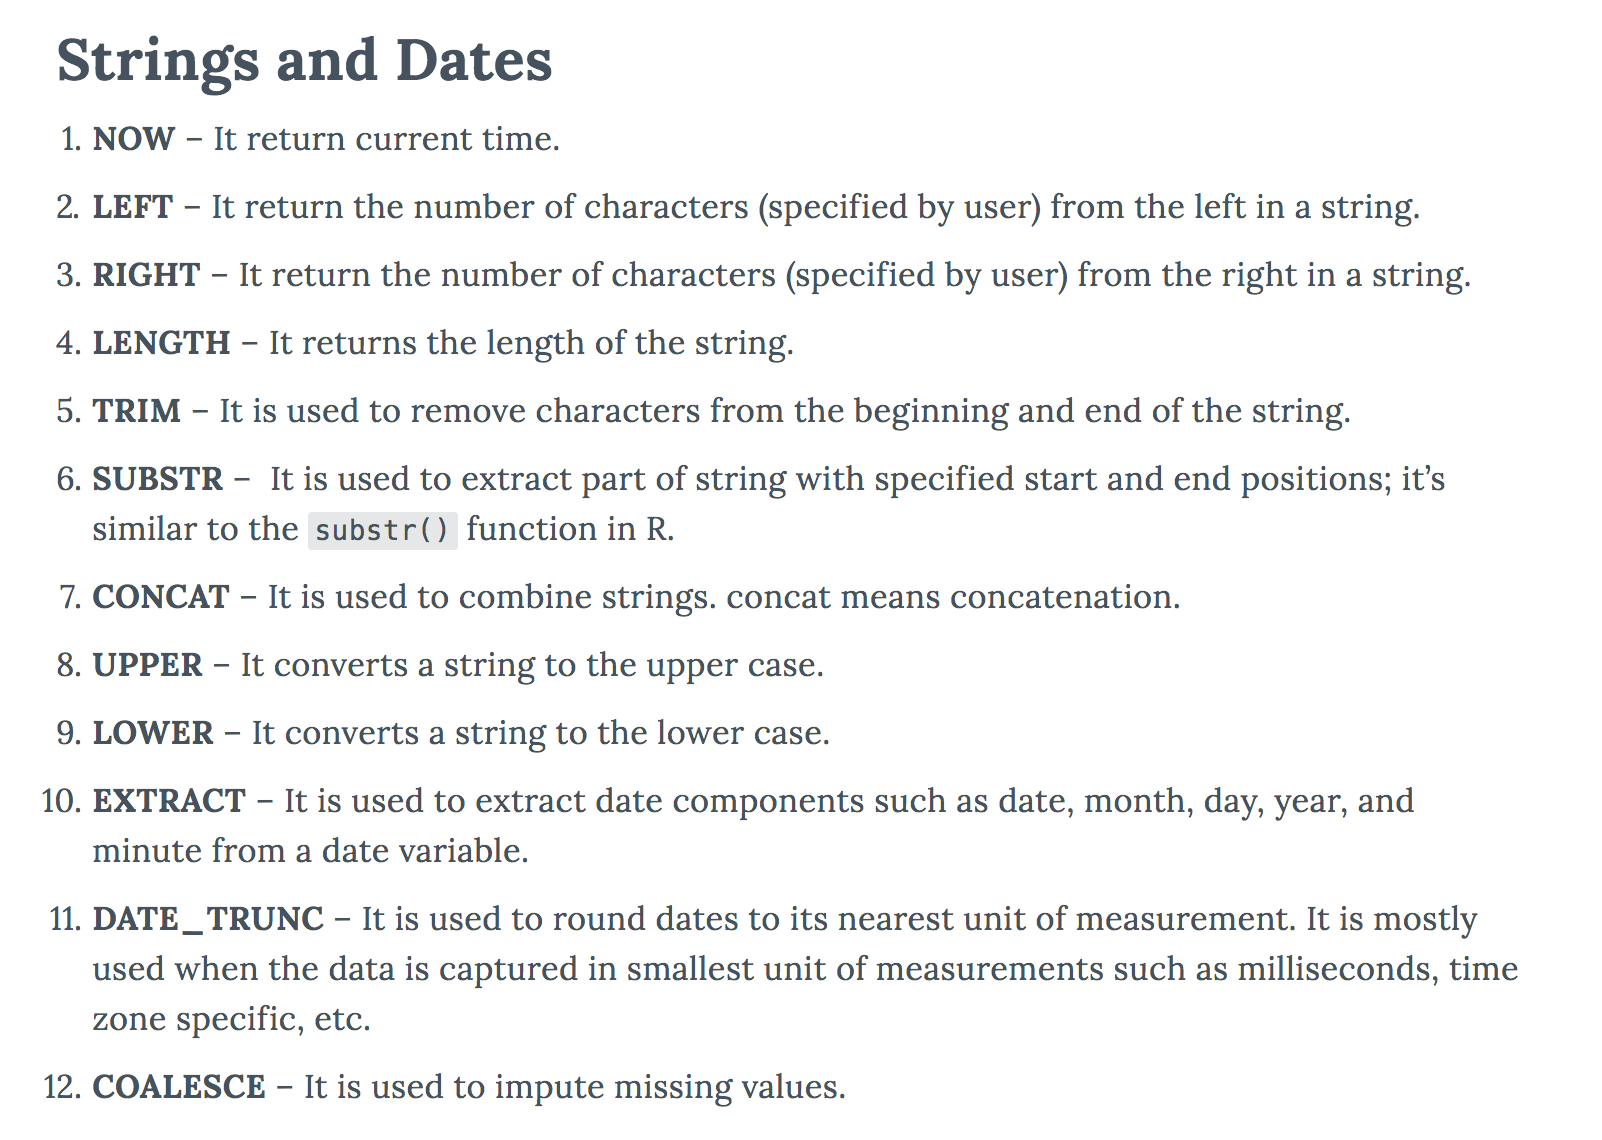 Strings and Dates
1. NOW – It return current time.
2. LEFT – It return the number of characters (specified by user) from the left in a string.
3. RIGHT – It return the number of characters (specified by user) from the right in a string.
4. LENGTH – It returns the length of the string.
5. TRIM – It is used to remove characters from the beginning and end of the string.
6. SUBSTR – It is used to extract part of string with specified start and end positions; it’s
similar to the substr() function in R.
7. CONCAT – It is used to combine strings. concat means concatenation.
8. UPPER – It converts a string to the upper case.
9. LOWER – It converts a string to the lower case.
10. EXTRACT – It is used to extract date components such as date, month, day, year, and
minute from a date variable.
11. DATE_TRUNC – It is used to round dates to its nearest unit of measurement. It is mostly
used when the data is captured in smallest unit of measurements such as milliseconds, time
zone specific, etc.
12. COALESCE – It is used to impute missing values.